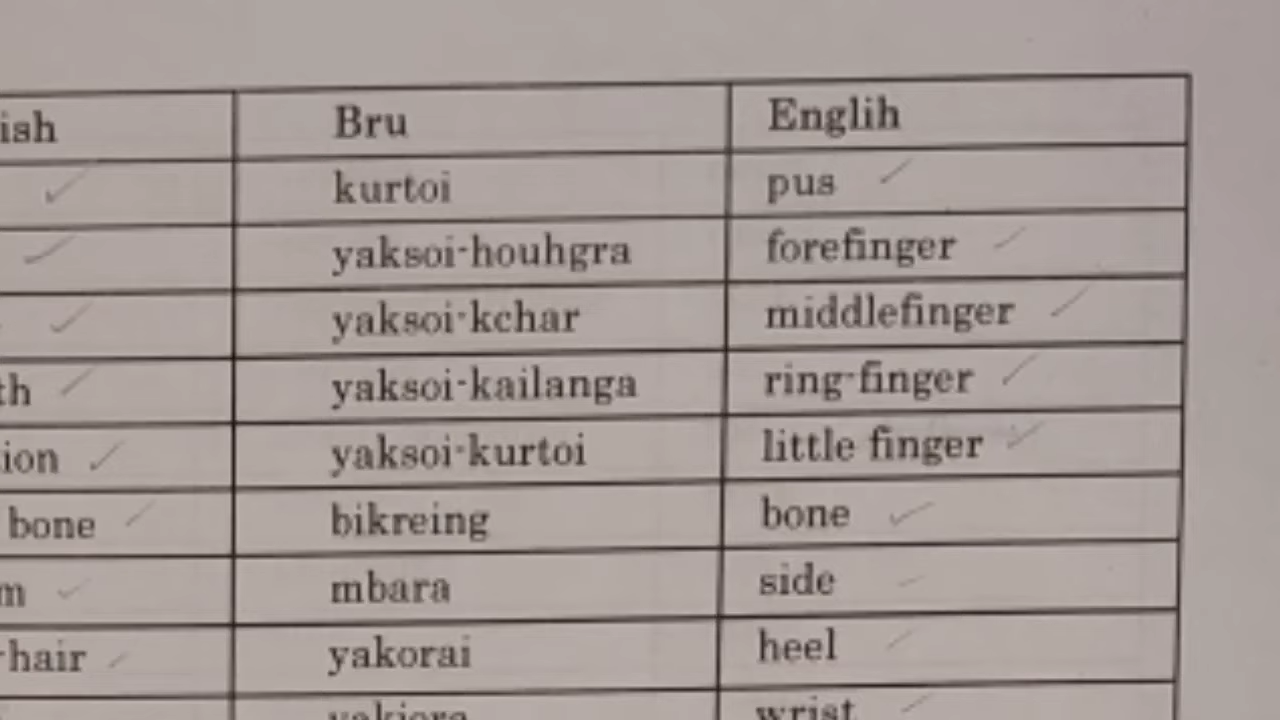 ish Bru Englih
kurtoi pus
yaksoi-houhgra forefinger
yaksoi-kchar middlefinger
th yaksoi-kailanga ring-finger
ion yaksoi-kurtoi little finger
bone bikreing bone
m mbara side
hair yakorai heel
wrist